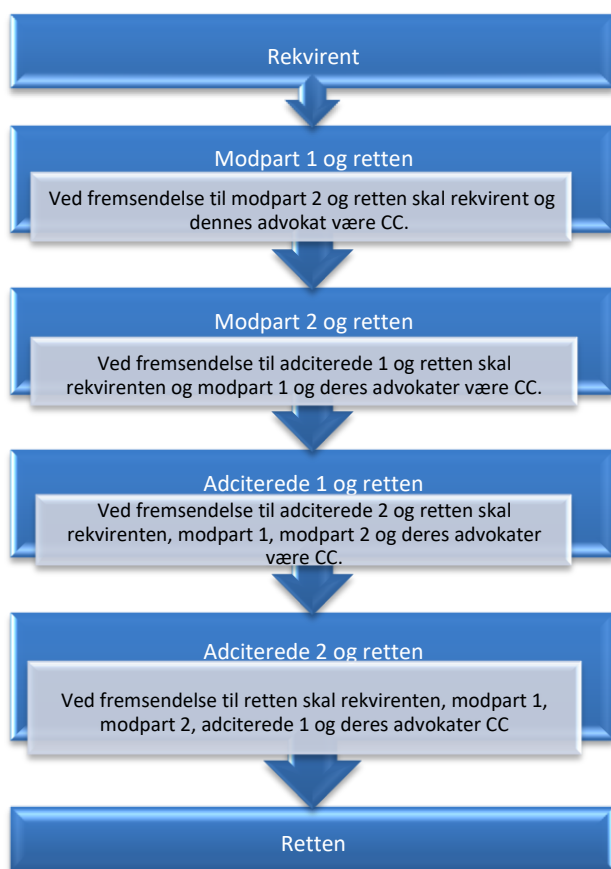 Rekvirent
Modpart 1 og retten
Ved fremsendelse til modpart 2 og retten skal rekvirent og
dennes advokat være CC.
Modpart 2 og retten
Ved fremsendelse til adciterede 1 og retten skal
rekvirenten og modpart 1 og deres advokater være CC.
Adciterede 1 og retten
Ved fremsendelse til adciterede 2 og retten skal
rekvirenten, modpart 1, modpart 2 og deres advokater
være CC.
Adciterede 2 og retten
Ved fremsendelse til retten skal rekvirenten, modpart 1,
modpart 2, adciterede 1 og deres advokater CC
Retten